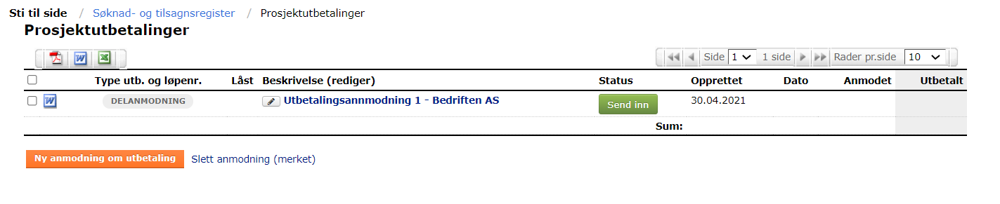 Sti til side / Søknad- og tilsagnsregister / Prosjektutbetalinger
Prosjektutbetalinger
Side 1 1 side Rader pr.side 10
Type utb. og løpenr. Låst Beskrivelse (rediger) Status Opprettet Dato Anmodet Utbetalt
DELANMODNING Utbetalingsannmodning 1 - Bedriften AS Send inn 30.04.2021
Sum:
Ny anmodning om utbetaling Slett anmodning (merket)